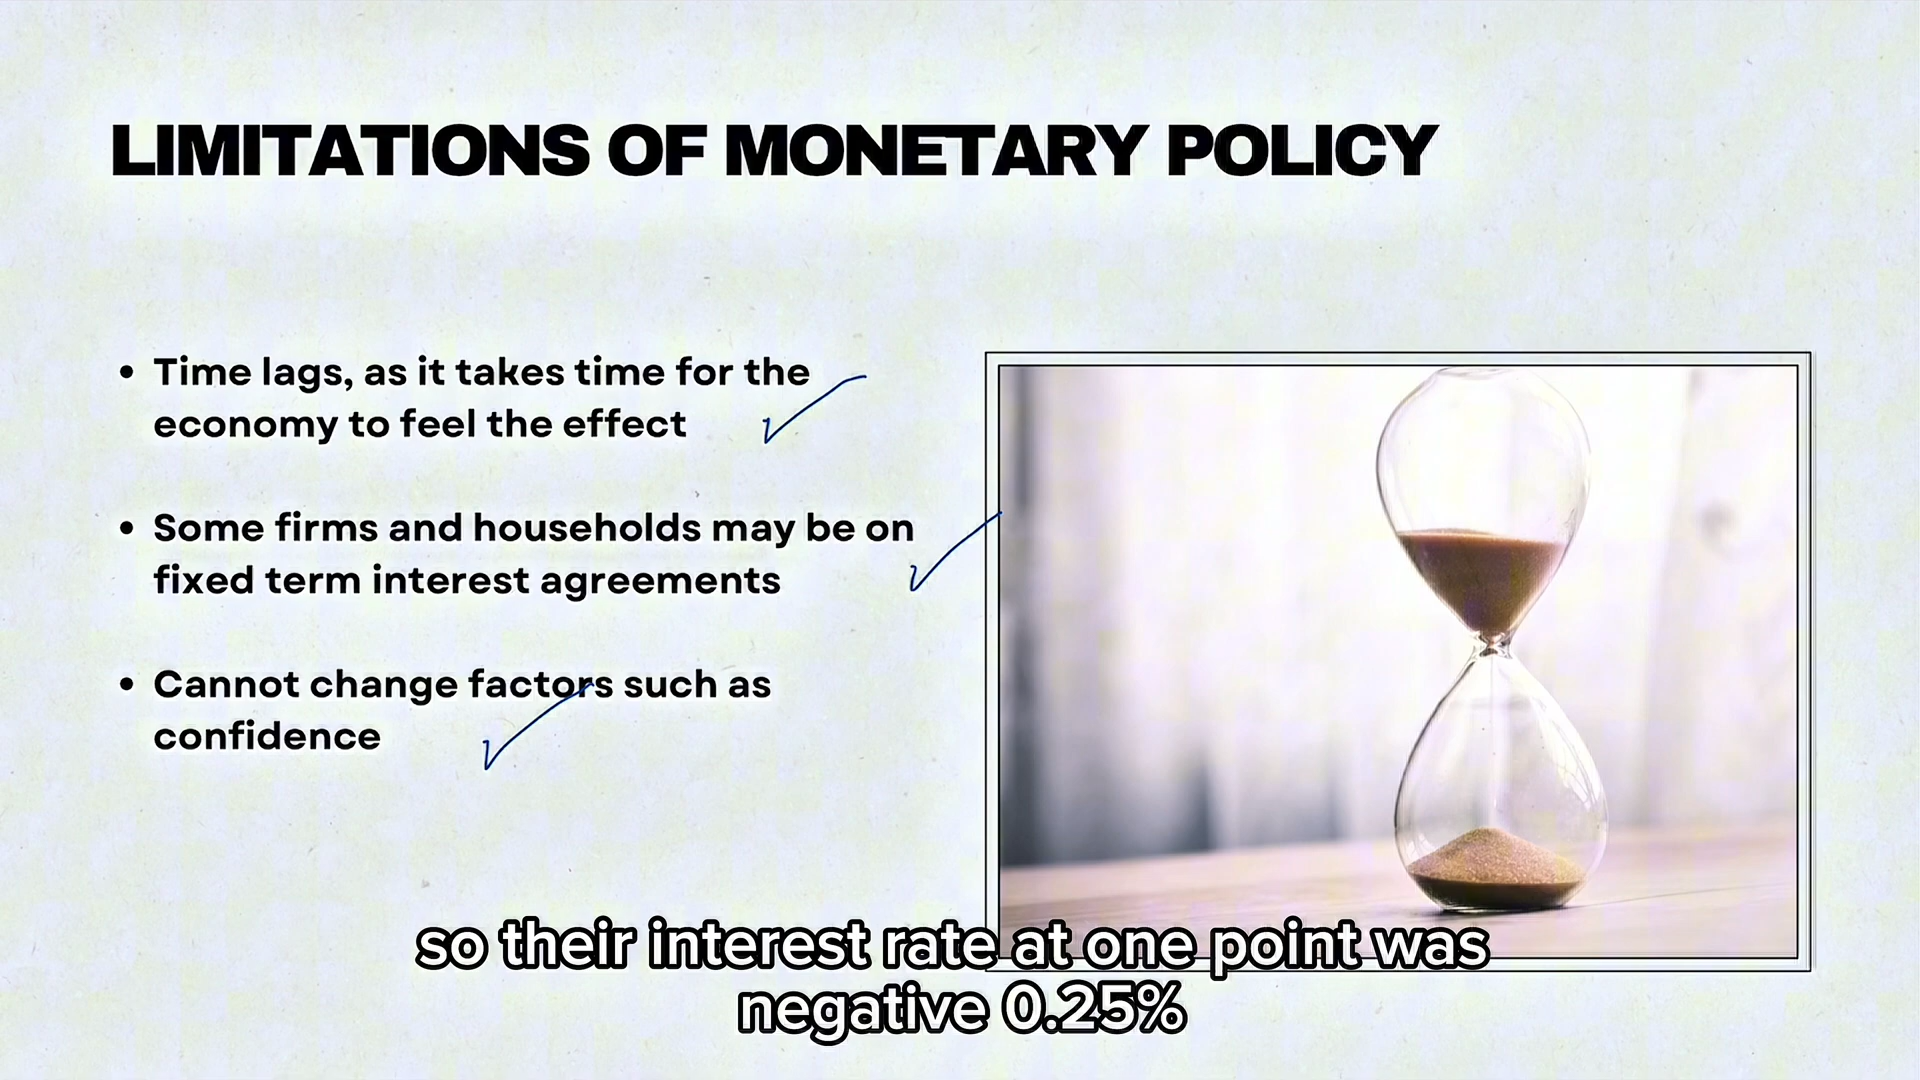 LIMITATIONS OF MONETARY POLICY
• Time lags, as it takes time for the
economy to feel the effect
• Some firms and households may be on
fixed term interest agreements
• Cannot change factors such as
confidence
so their interest rate at one point was
negative 0.25%